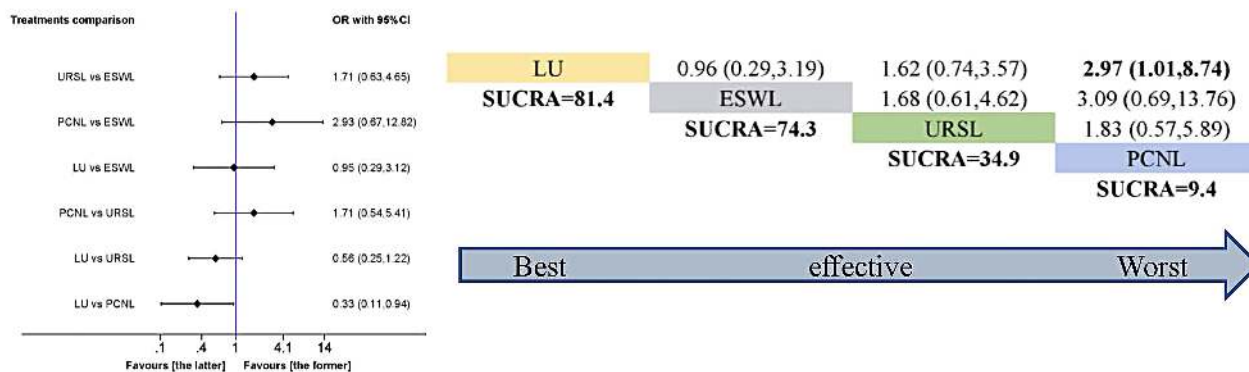 Treatments comparison OR with 95%CI
URSL vs ESWL 1.71 (0.63,4.65)
PCNL vs ESWL 2.93 (0.67,12.82)
LU vs ESWL 0.95 (0.29,3.12)
PCNL vs URSL 1.71 (0.54,5.41)
LU vs URSL 0.56 (0.25,1.22)
LU vs PCNL 0.33 (0.11,0.94)
.1 .4 1 4.1 14
Favours [the latter] Favours [the former]
LU 0.96 (0.29,3.19) 1.62 (0.74,3.57) 2.97 (1.01,8.74)
SUCRA=81.4 ESWL 1.68 (0.61,4.62) 3.09 (0.69,13.76)
SUCRA=74.3 URSL 1.83 (0.57,5.89)
SUCRA=34.9 PCNL
SUCRA=9.4
Best effective Worst